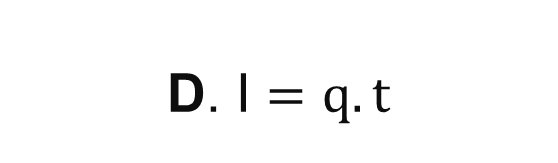 D. I = q. t